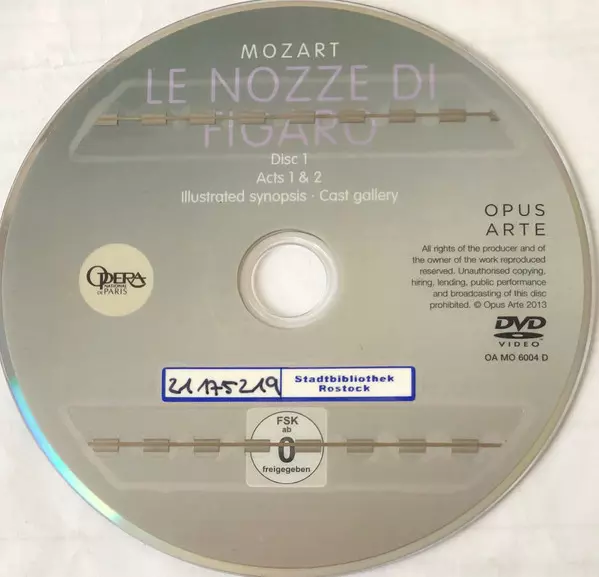 MOZART
LE NOZZE DI
FIGARO
Disc 1
Acts 1 & 2
Illustrated synopsis · Cast gallery
OPUS
ARTE
All rights of the producer and of
the owner of the work reproduced
reserved. Unauthorised copying,
hiring, lending, public performance
and broadcasting of this disc
prohibited. © Opus Arte 2013
DVD
VIDEO
OA MO 6004 D
OPERA
NATIONAL
DE PARIS
21 175 219
Stadtbibliothek
Rostock
FSK
ab
0
freigegeben